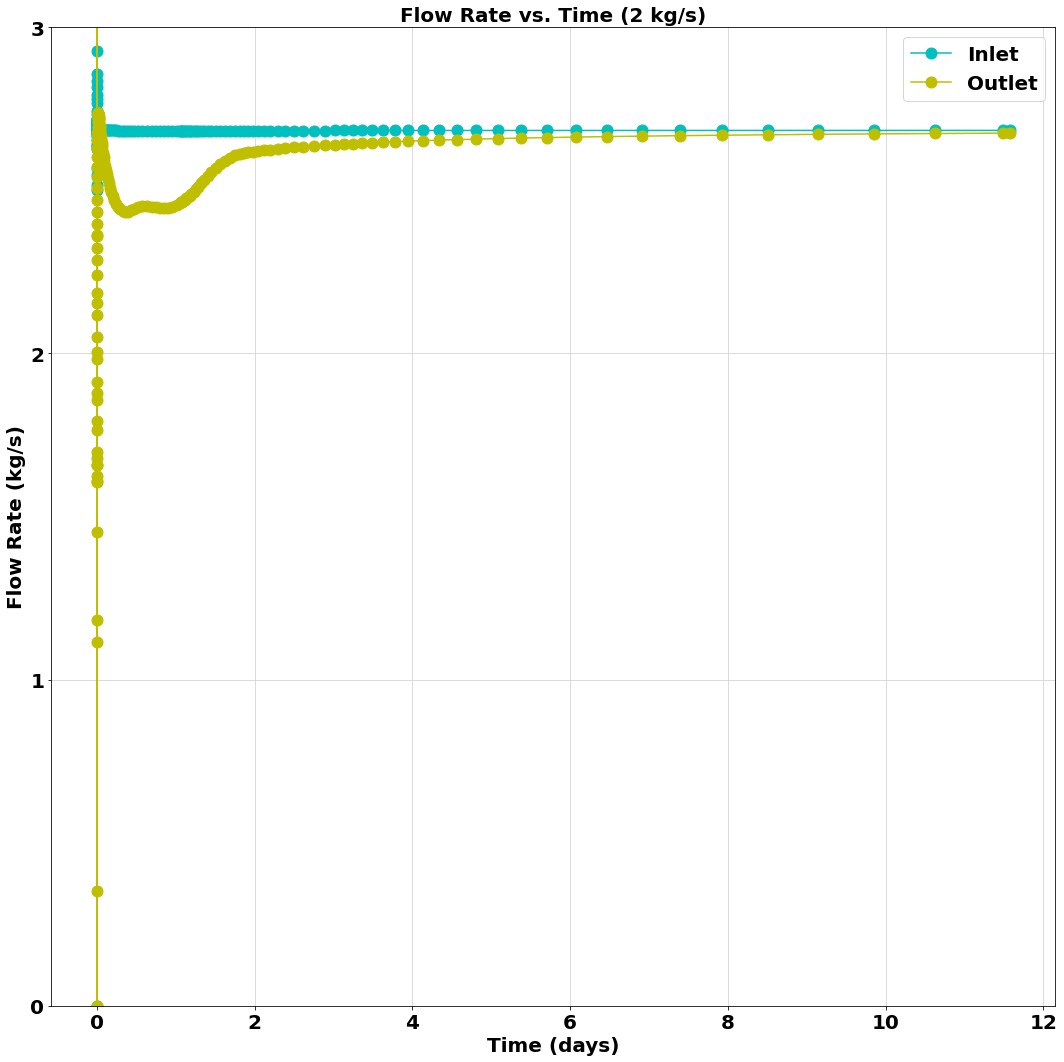 Flow Rate vs. Time (2 kg/s)
Inlet
Outlet
Flow Rate (kg/s)
3
2
1
0
0 2 4 6 8 10 12
Time (days)